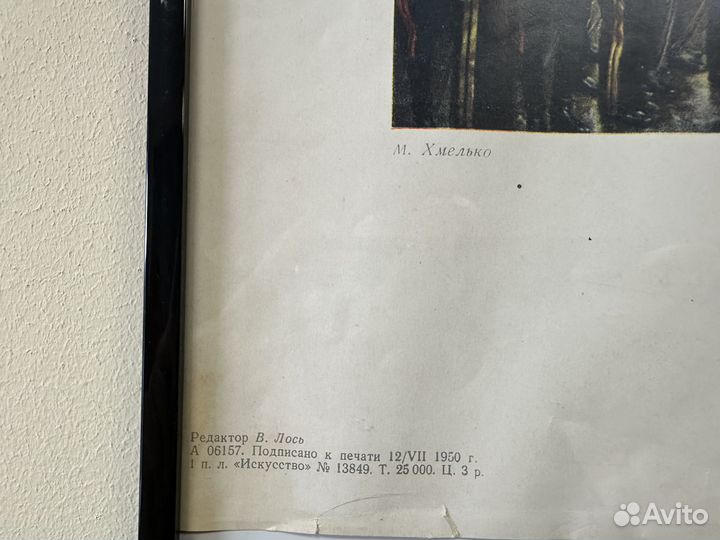 М. Хмелько
Редактор В. Лось
А 06157. Подписано к печати 12/VII 1950 г.
1 п. л. «Искусство» № 13849. Т. 25 000. Ц. 3 р.
Avito